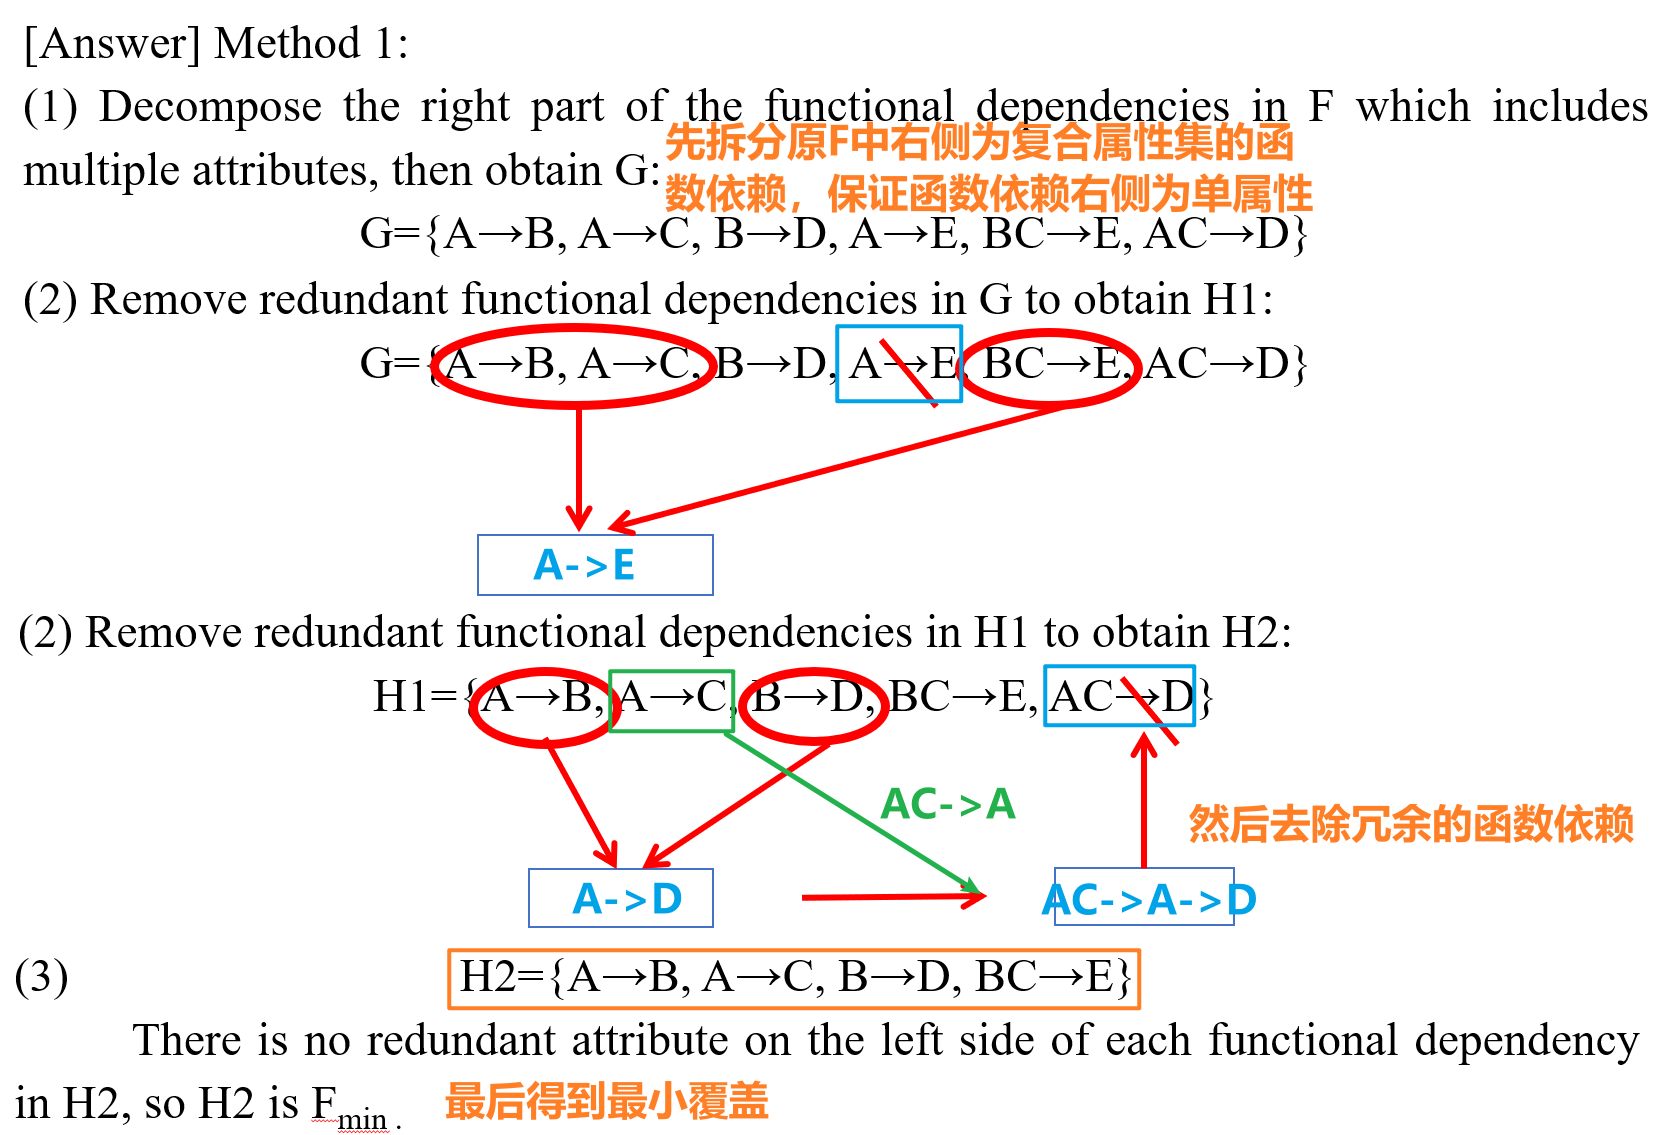 [Answer] Method 1:
(1) Decompose the right part of the functional dependencies in F which includes
先拆分原F中右侧为复合属性集的函
multiple attributes, then obtain G:
数依赖，保证函数依赖右侧为单属性
G={A→B, A→C, B→D, A→E, BC→E, AC→D}
(2) Remove redundant functional dependencies in G to obtain H1:
G={A→B, A→C, B→D, A→E, BC→E, AC→D}
A->E
(2) Remove redundant functional dependencies in H1 to obtain H2:
H1={A→B, A→C, B→D, BC→E, AC→D}
AC->A
然后去除冗余的函数依赖
A->D
AC->A->D
(3) H2={A→B, A→C, B→D, BC→E}
There is no redundant attribute on the left side of each functional dependency
in H2, so H2 is Fmin .
最后得到最小覆盖